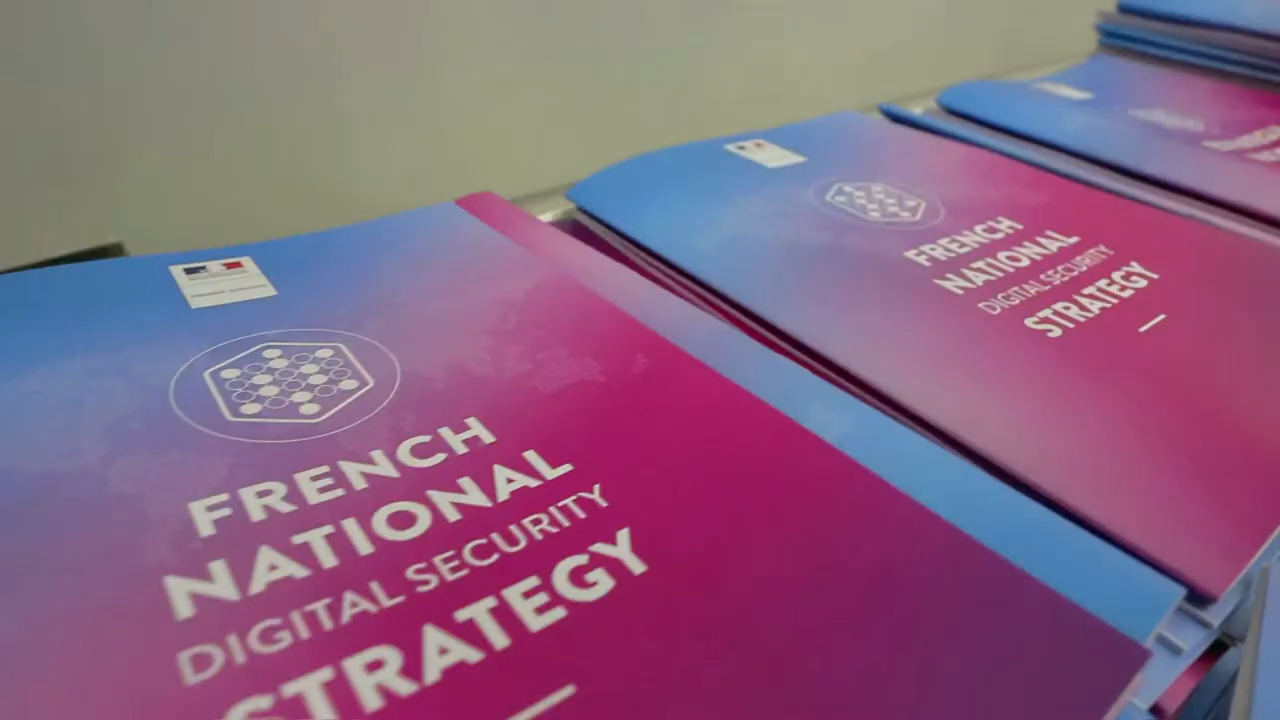 FRENCH
NATIONAL
DIGITAL SECURITY
STRATEGY
FRENCH
NATIONAL
DIGITAL SECURITY
STRATEGY